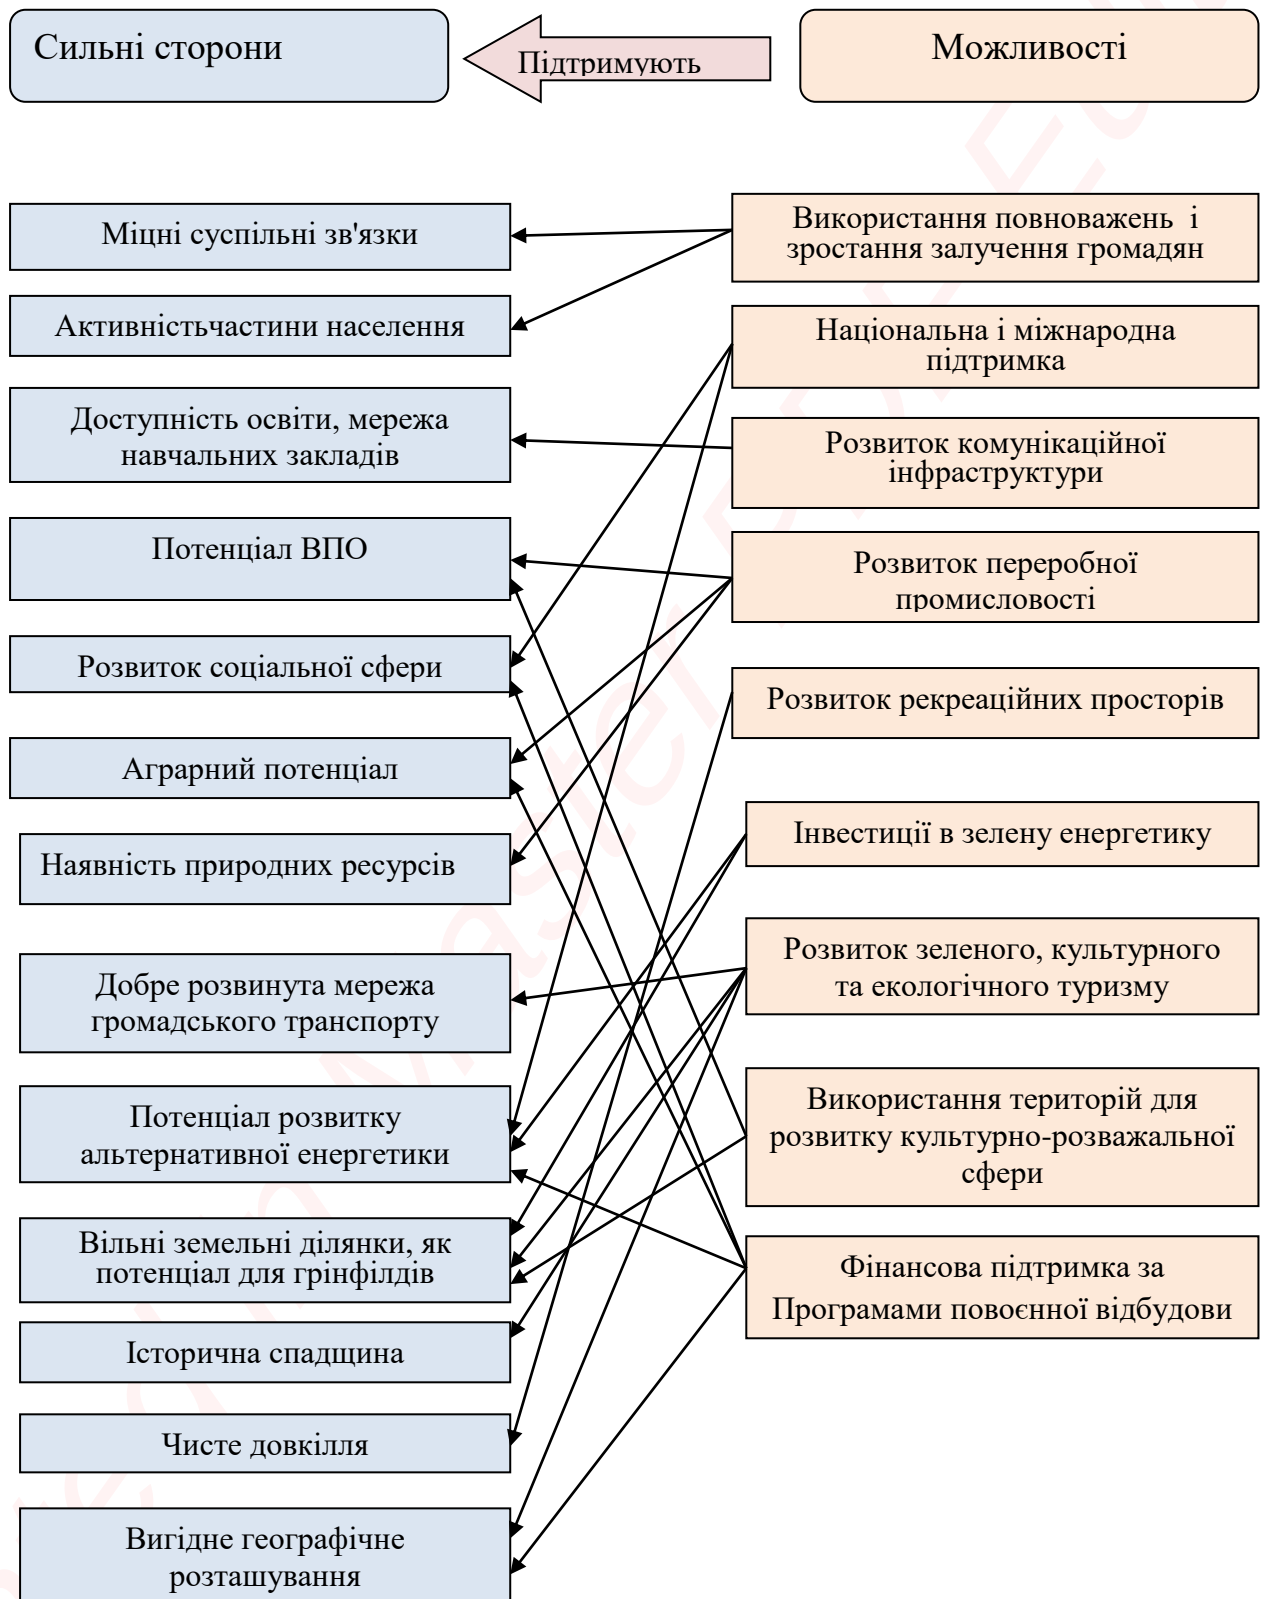 Сильні сторони
Підтримують
Можливості
Міцні суспільні зв'язки
Активністьчастини населення
Доступність освіти, мережа
навчальних закладів
Потенціал ВПО
Розвиток соціальної сфери
Аграрний потенціал
Наявність природних ресурсів
Добре розвинута мережа
громадського транспорту
Потенціал розвитку
альтернативної енергетики
Вільні земельні ділянки, як
потенціал для грінфілдів
Історична спадщина
Чисте довкілля
Вигідне географічне
розташування
Використання повноважень і
зростання залучення громадян
Національна і міжнародна
підтримка
Розвиток комунікаційної
інфраструктури
Розвиток переробної
промисловості
Розвиток рекреаційних просторів
Інвестиції в зелену енергетику
Розвиток зеленого, культурного
та екологічного туризму
Використання територій для
розвитку культурно-розважальної
сфери
Фінансова підтримка за
Програмами повоєнної відбудови